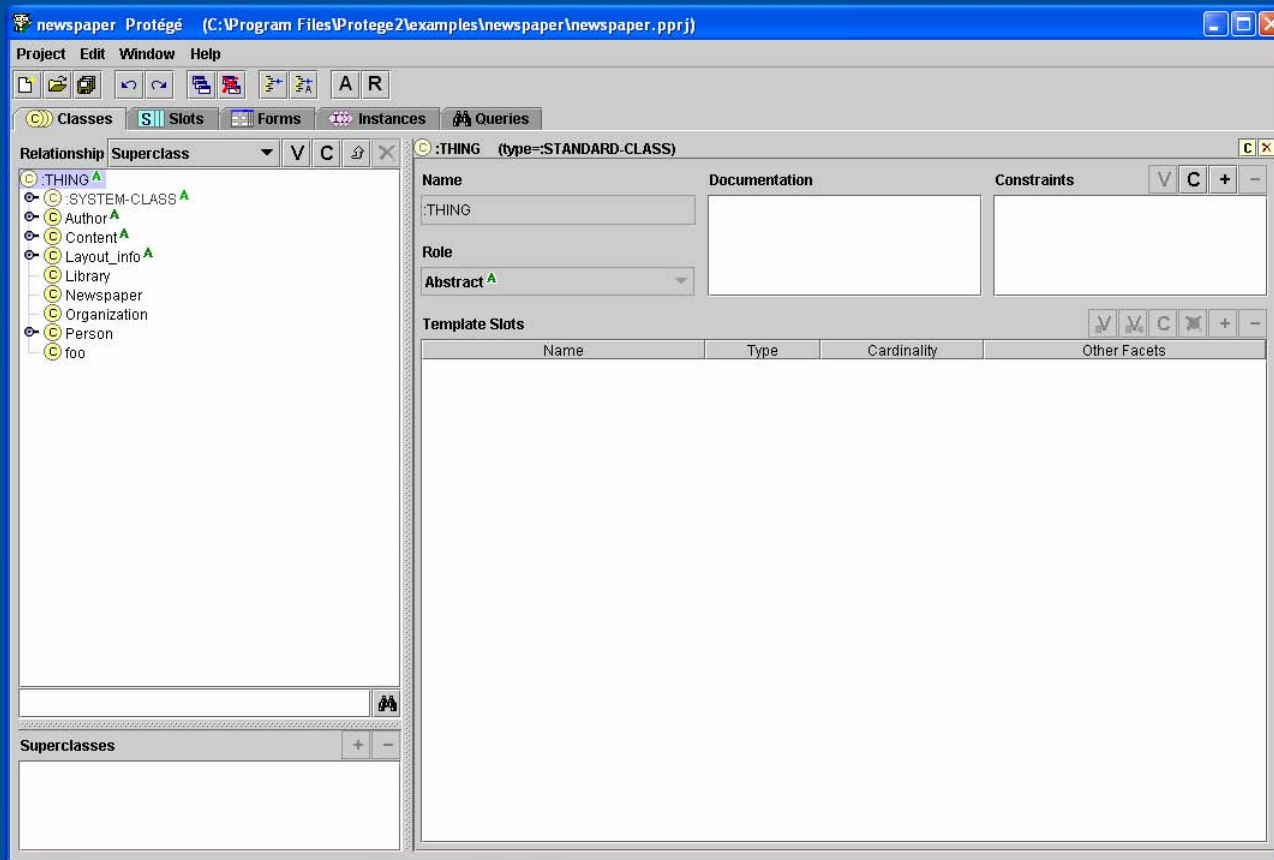 newspaper Protégé (C:\Program Files\Protege2\examples\newspaper\newspaper.pprj)
Project Edit Window Help
A R
C Classes S Slots Forms I Instances Queries
Relationship Superclass V C
C :THING A
C :SYSTEM-CLASS A
C Author A
C Content A
C Layout_info A
C Library
C Newspaper
C Organization
C Person
C foo
Superclasses + -
C :THING (type=:STANDARD-CLASS) C x
Name Documentation Constraints V C + -
:THING
Role
Abstract A
Template Slots V V C + -
Name Type Cardinality Other Facets